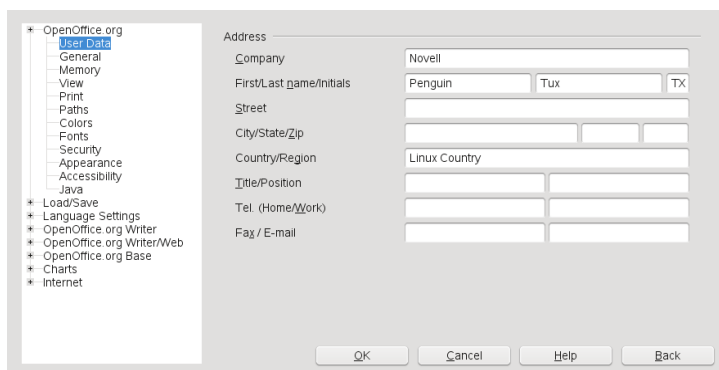 OpenOffice.org
User Data
General
Memory
View
Print
Paths
Colors
Fonts
Security
Appearance
Accessibility
Java
Load/Save
Language Settings
OpenOffice.org Writer
OpenOffice.org Writer/Web
OpenOffice.org Base
Charts
Internet
Address
Company Novell
First/Last name/Initials Penguin Tux TX
Street
City/State/Zip
Country/Region Linux Country
Title/Position
Tel. (Home/Work)
Fax / E-mail
OK Cancel Help Back